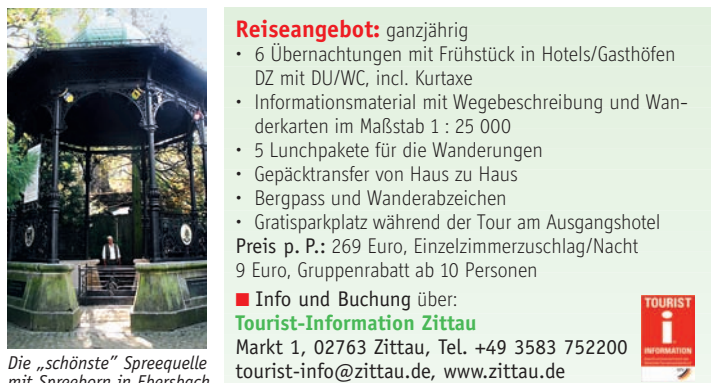 Reiseangebot: ganzjährig
• 6 Übernachtungen mit Frühstück in Hotels/Gasthöfen
DZ mit DU/WC, incl. Kurtaxe
• Informationsmaterial mit Wegebeschreibung und Wan-
derkarten im Maßstab 1 : 25 000
• 5 Lunchpakete für die Wanderungen
• Gepäcktransfer von Haus zu Haus
• Bergpass und Wanderabzeichen
• Gratisparkplatz während der Tour am Ausgangshotel
Preis p. P.: 269 Euro, Einzelzimmerzuschlag/Nacht
9 Euro, Gruppenrabatt ab 10 Personen
■ Info und Buchung über:
Tourist-Information Zittau
Markt 1, 02763 Zittau, Tel. +49 3583 752200
tourist-info@zittau.de, www.zittau.de
TOURIST
i
INFORMATION
Die „schönste” Spreequelle
mit Spreeborn in Ebersbach